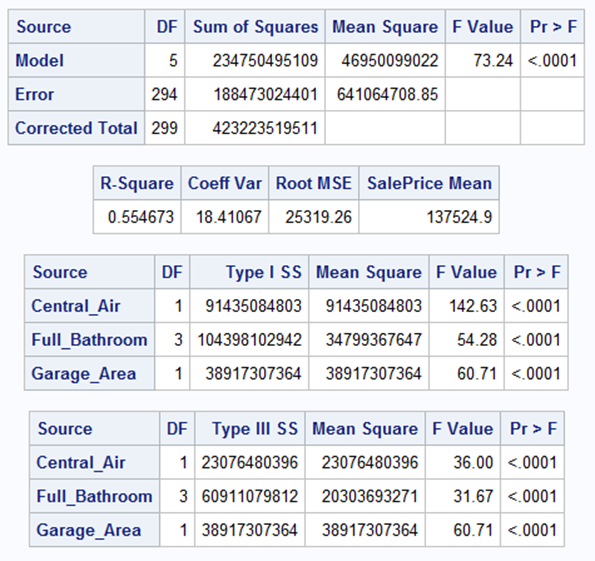 Source DF Sum of Squares Mean Square F Value Pr > F
Model 5 234750495109 46950099022 73.24 <.0001
Error 294 188473024401 641064708.85
Corrected Total 299 423223519511
R-Square Coeff Var Root MSE SalePrice Mean
0.554673 18.41067 25319.26 137524.9
Source DF Type I SS Mean Square F Value Pr > F
Central_Air 1 91435084803 91435084803 142.63 <.0001
Full_Bathroom 3 104398102942 34799367647 54.28 <.0001
Garage_Area 1 38917307364 38917307364 60.71 <.0001
Source DF Type III SS Mean Square F Value Pr > F
Central_Air 1 23076480396 23076480396 36.00 <.0001
Full_Bathroom 3 60911079812 20303693271 31.67 <.0001
Garage_Area 1 38917307364 38917307364 60.71 <.0001